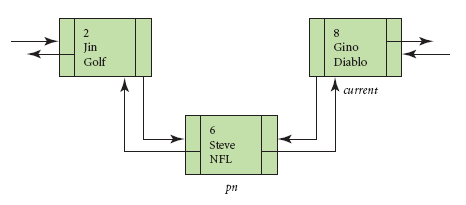 2
Jin
Golf
8
Gino
Diablo
current
6
Steve
NFL
pn